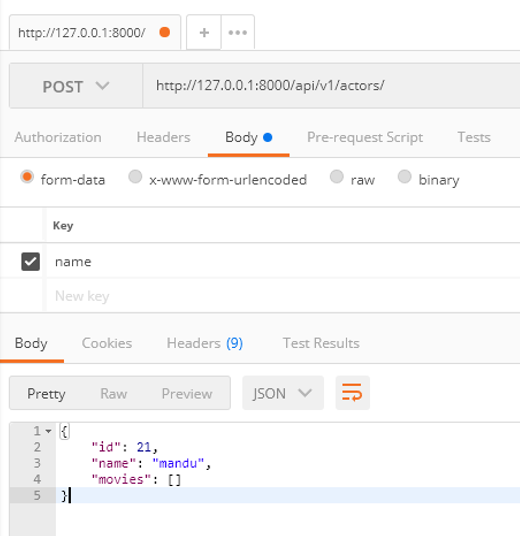 http://127.0.0.1:8000/ + •••
POST http://127.0.0.1:8000/api/v1/actors/
Authorization Headers Body Pre-request Script Tests
form-data x-www-form-urlencoded raw binary
Key
name
New key
Body Cookies Headers (9) Test Results
Pretty Raw Preview JSON
1 {
2 "id": 21,
3 "name": "mandu",
4 "movies": []
5 }